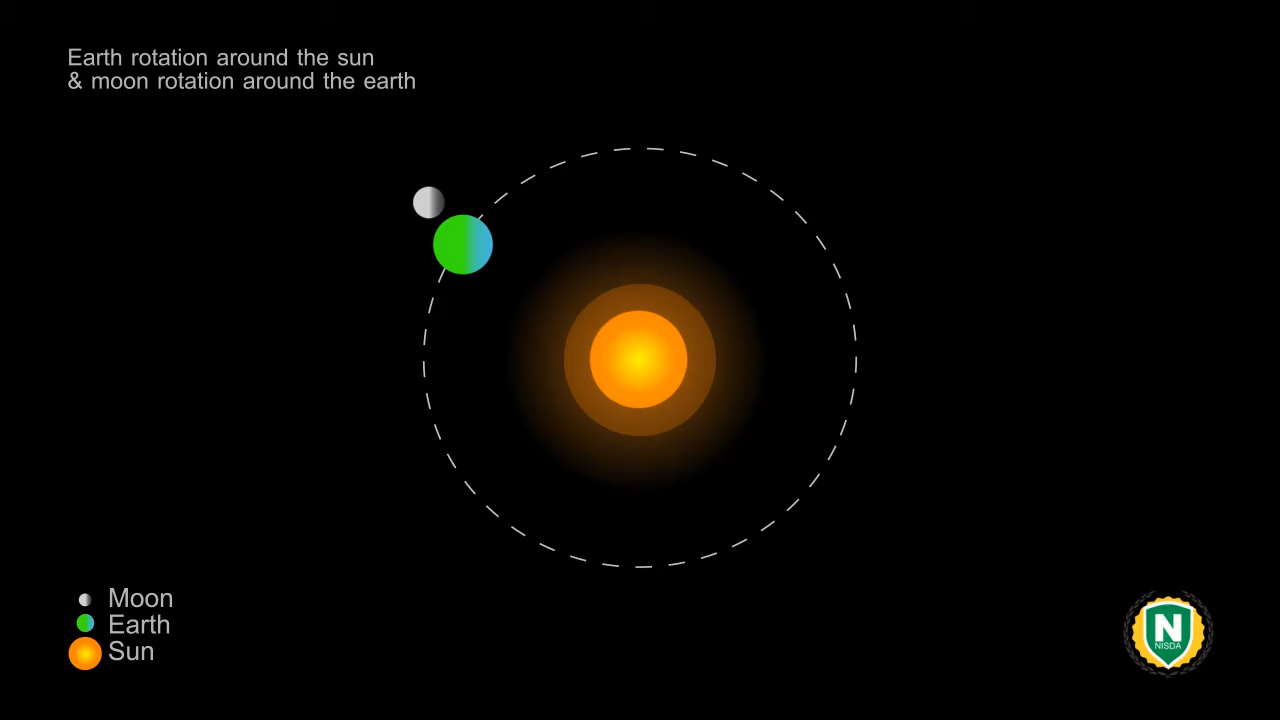 Earth rotation around the sun
& moon rotation around the earth
Moon
Earth
Sun
N
NISDA